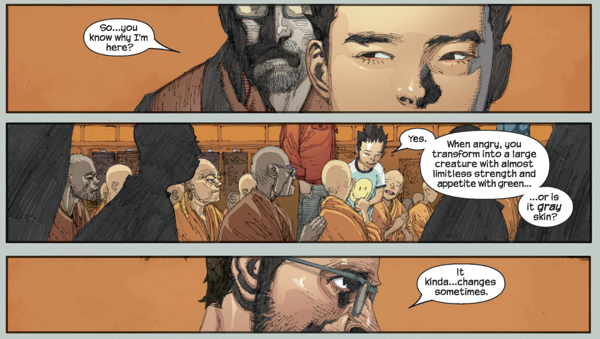 So...you
know why I'm
here?
Yes.
When angry, you
transform into a large
creature with almost
limitless strength and
appetite with green...
...or is
it gray
skin?
It
kinda...changes
sometimes.